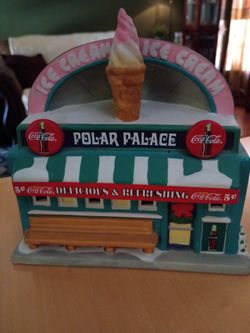 ICE CREAM ICE CREAM
Coca-Cola POLAR PALACE Coca-Cola
5¢ Coca-Cola DELICIOUS & REFRESHING Coca-Cola 5¢